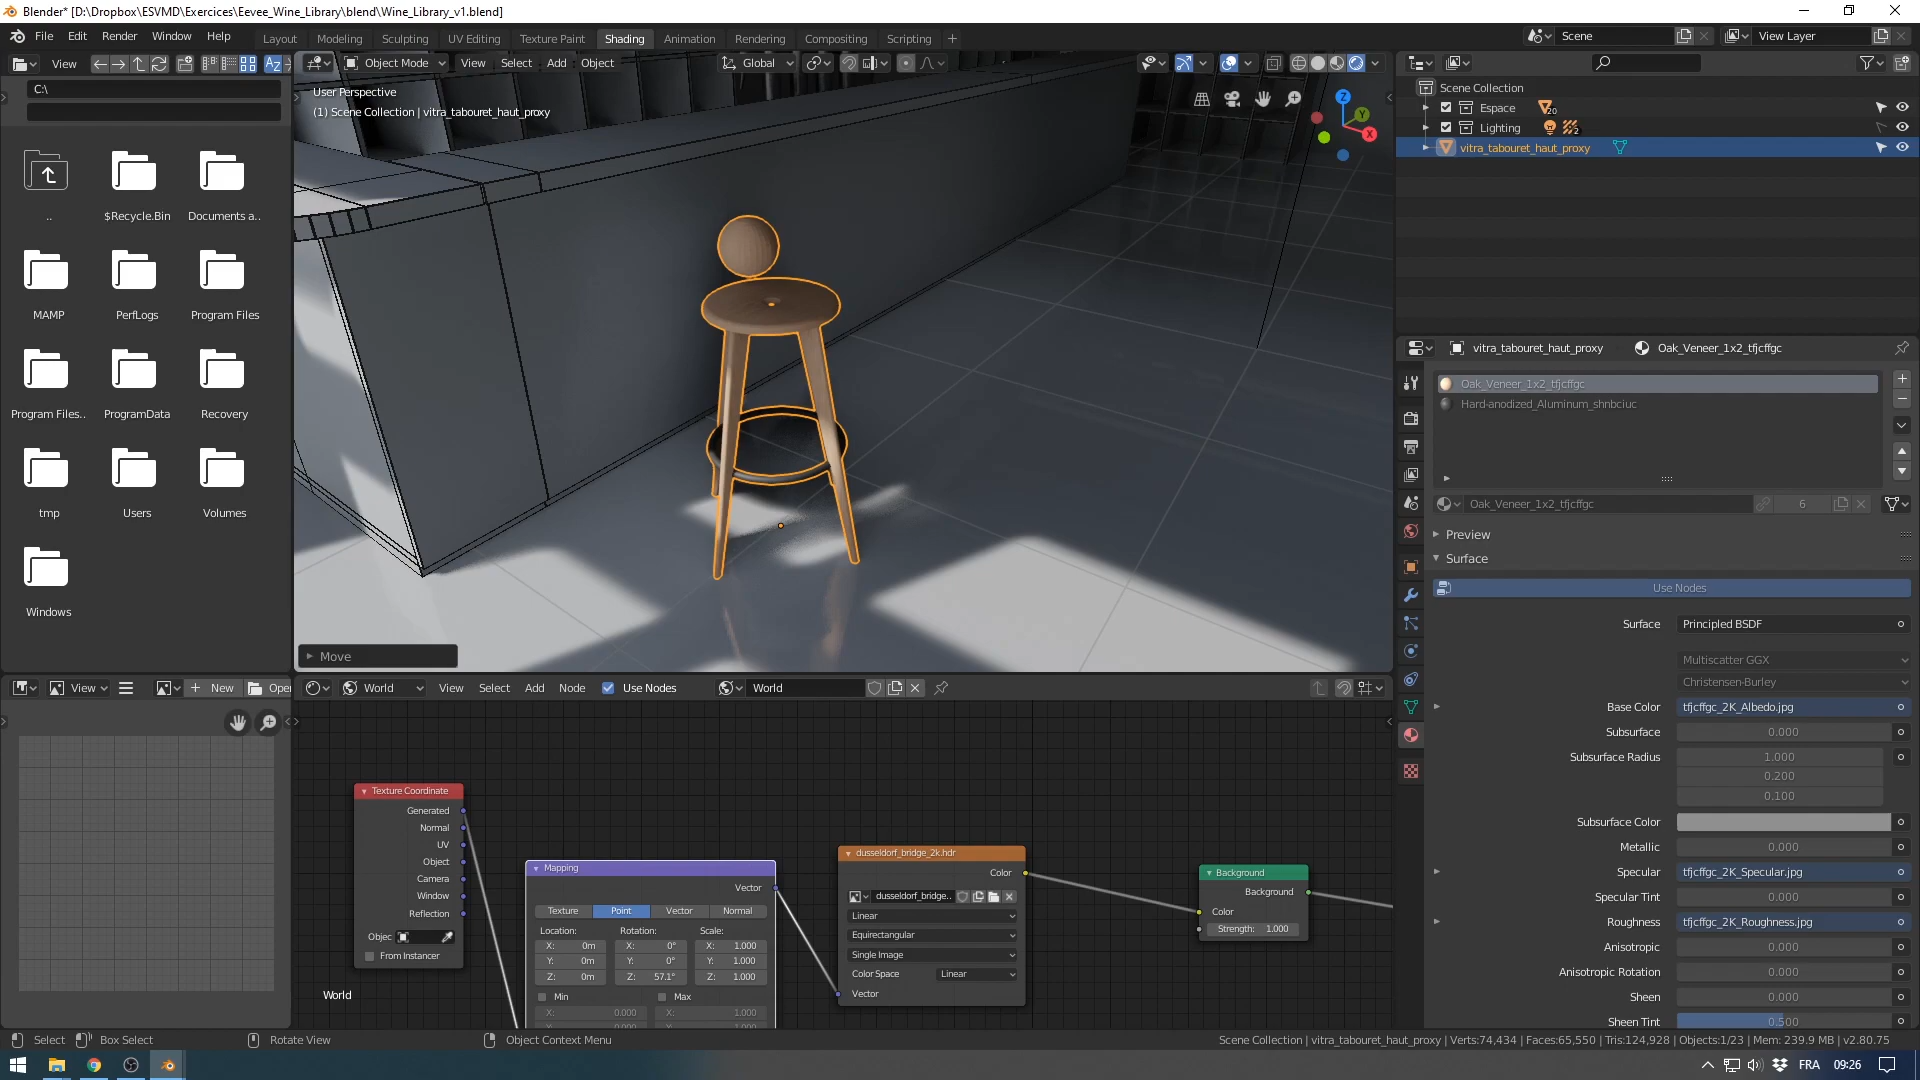 Blender* [D:\Dropbox\ESVMD\Exercices\Eevee_Wine_Library\blend\Wine_Library_v1.blend]
File Edit Render Window Help
Layout Modeling Sculpting UV Editing Texture Paint Shading Animation Rendering Compositing Scripting
Scene View Layer
View AZ
C:\
..
$Recycle.Bin
Documents a..
MAMP
PerfLogs
Program Files
Program Files..
ProgramData
Recovery
tmp
Users
Volumes
Windows
Object Mode View Select Add Object Global
User Perspective
(1) Scene Collection | vitra_tabouret_haut_proxy
Z
Y
X
Move
Scene Collection
Espace 20
Lighting 2
vitra_tabouret_haut_proxy
vitra_tabouret_haut_proxy Oak_Veneer_1x2_tfjcffgc
Oak_Veneer_1x2_tfjcffgc
Hard-anodized_Aluminum_shnbciuc
Oak_Veneer_1x2_tfjcffgc 6
Preview
Surface
Use Nodes
Surface Principled BSDF
Multiscatter GGX
Christensen-Burley
Base Color tfjcffgc_2K_Albedo.jpg
Subsurface 0.000
Subsurface Radius 1.000
0.200
0.100
Subsurface Color
Metallic 0.000
Specular tfjcffgc_2K_Specular.jpg
Specular Tint 0.000
Roughness tfjcffgc_2K_Roughness.jpg
Anisotropic 0.000
Anisotropic Rotation 0.000
Sheen 0.000
Sheen Tint 0.500
View New Open
World View Select Add Node Use Nodes World
Texture Coordinate
Generated
Normal
UV
Object
Camera
Window
Reflection
Objec
From Instancer
World
Mapping
Vector
Texture Point Vector Normal
Location: Rotation: Scale:
X: 0m X: 0° X: 1.000
Y: 0m Y: 0° Y: 1.000
Z: 0m Z: 57.1° Z: 1.000
Min Max
X: 0.000 X: 1.000
dusseldorf_bridge_2k.hdr
Color
dusseldorf_bridge..
Linear
Equirectangular
Single Image
Color Space Linear
Vector
Background
Background
Color
Strength: 1.000
Select Box Select Rotate View Object Context Menu
Scene Collection | vitra_tabouret_haut_proxy | Verts:74,434 | Faces:65,550 | Tris:124,928 | Objects:1/23 | Mem: 239.9 MB | v2.80.75
FRA 09:26